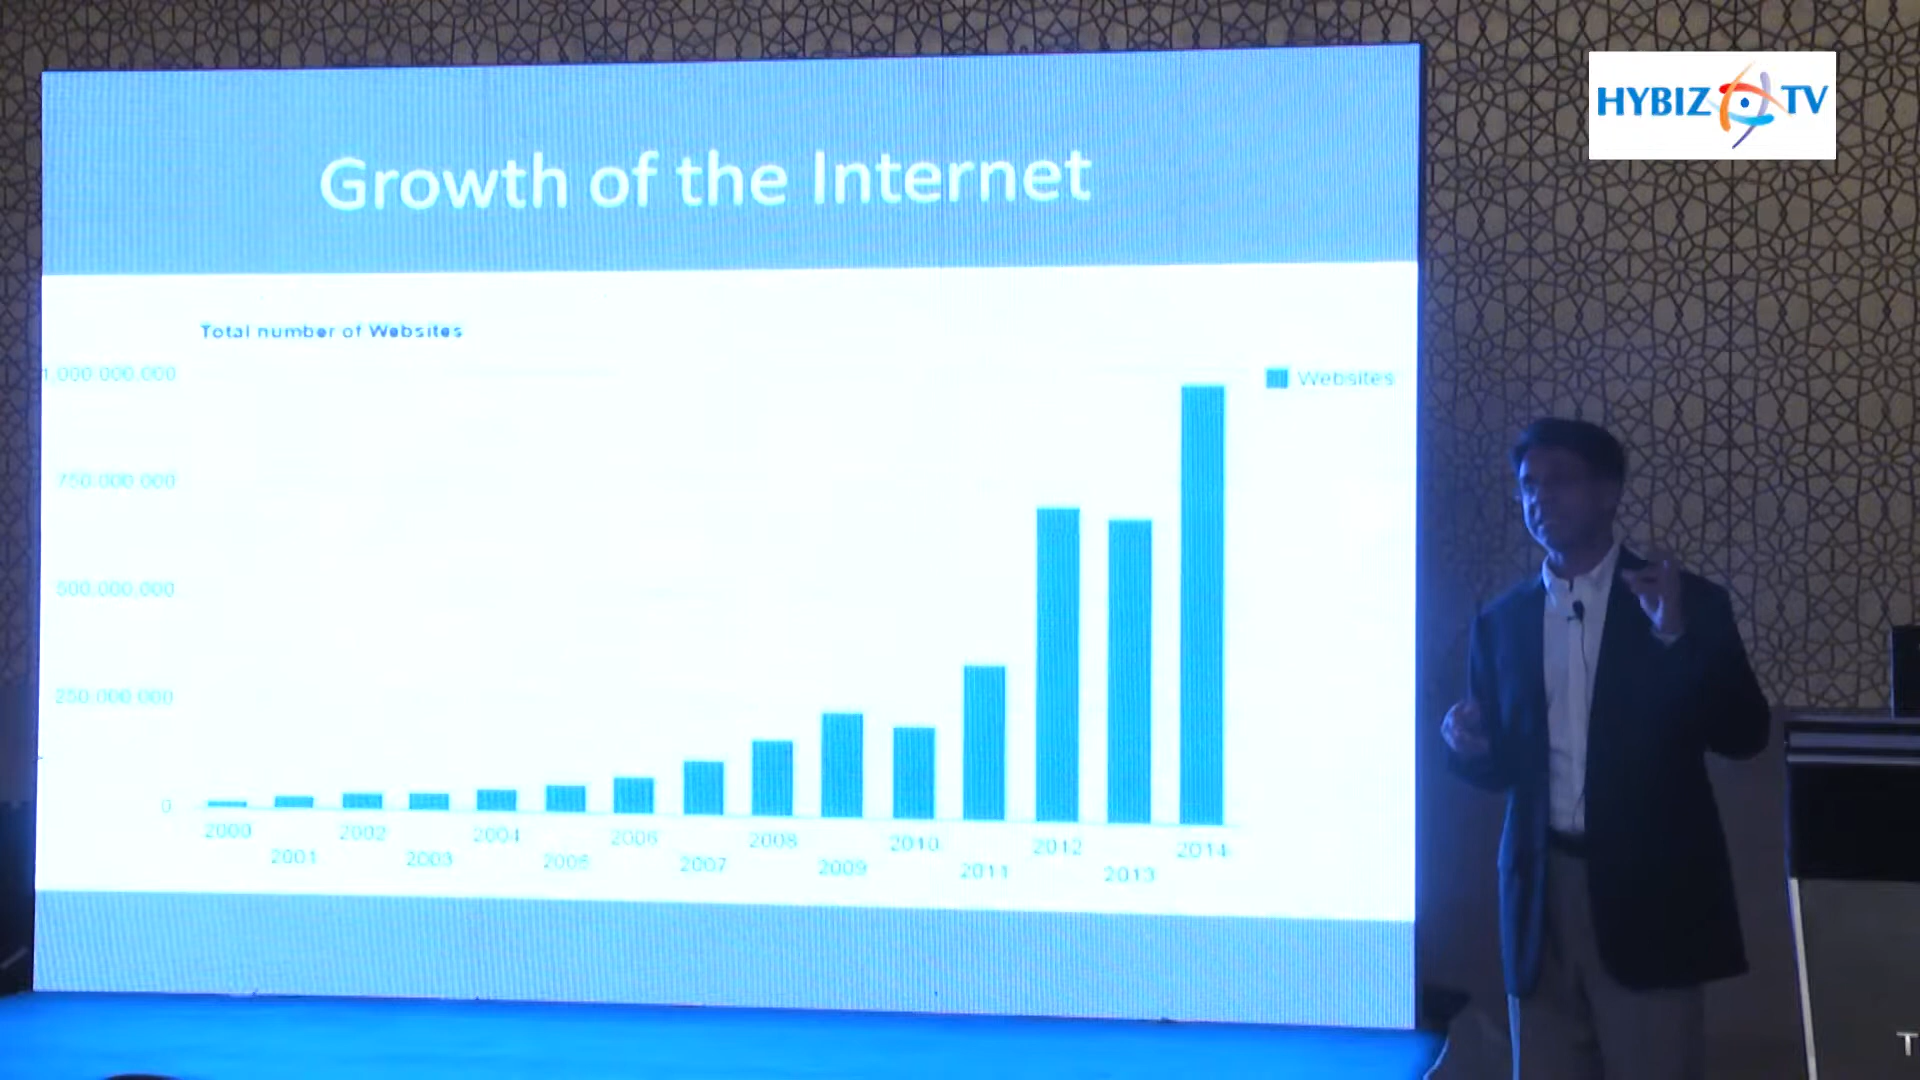 HYBIZ TV
Growth of the Internet
Total number of Websites
1,000,000,000
Websites
750,000,000
500,000,000
250,000,000
0
2000 2001 2002 2003 2004 2005 2006 2007 2008 2009 2010 2011 2012 2013 2014
T